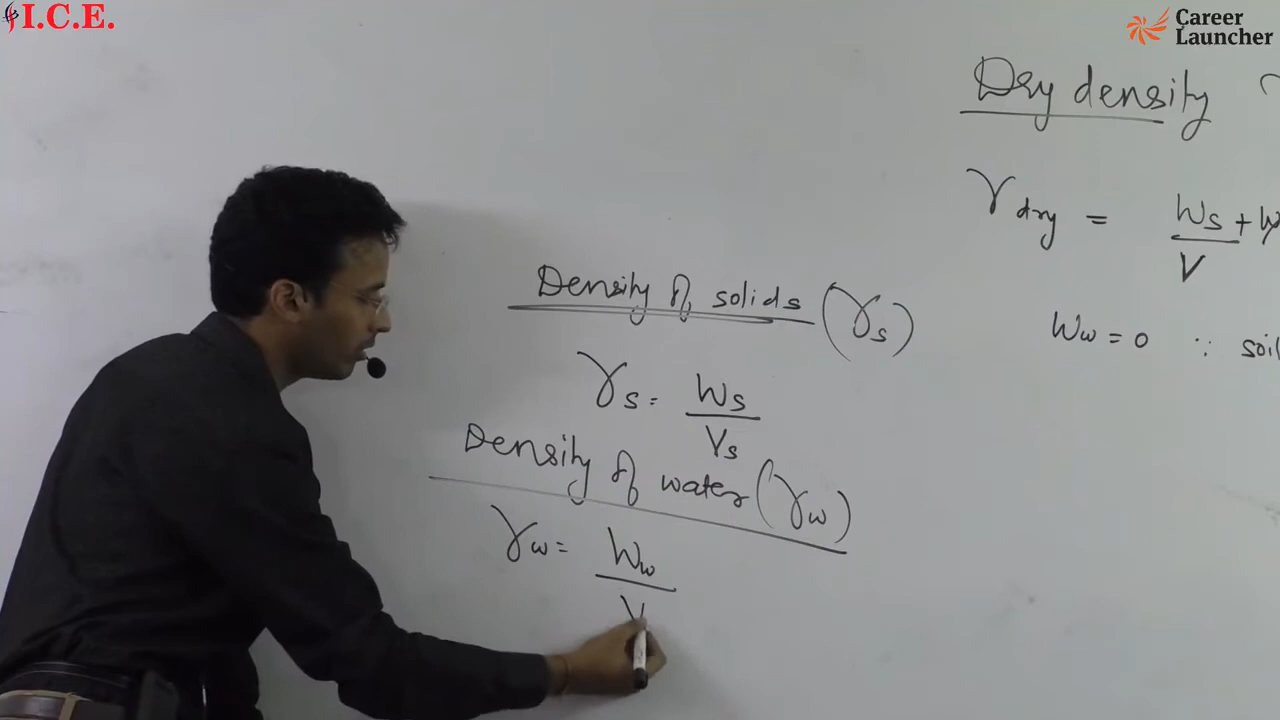 I.C.E.
Career
Launcher
Dry density
γ dry = Ws + W
V
Ww = 0 ∵ soil
Density of solids (γs)
γs = Ws
Vs
Density of water (γw)
γw = Ww
V